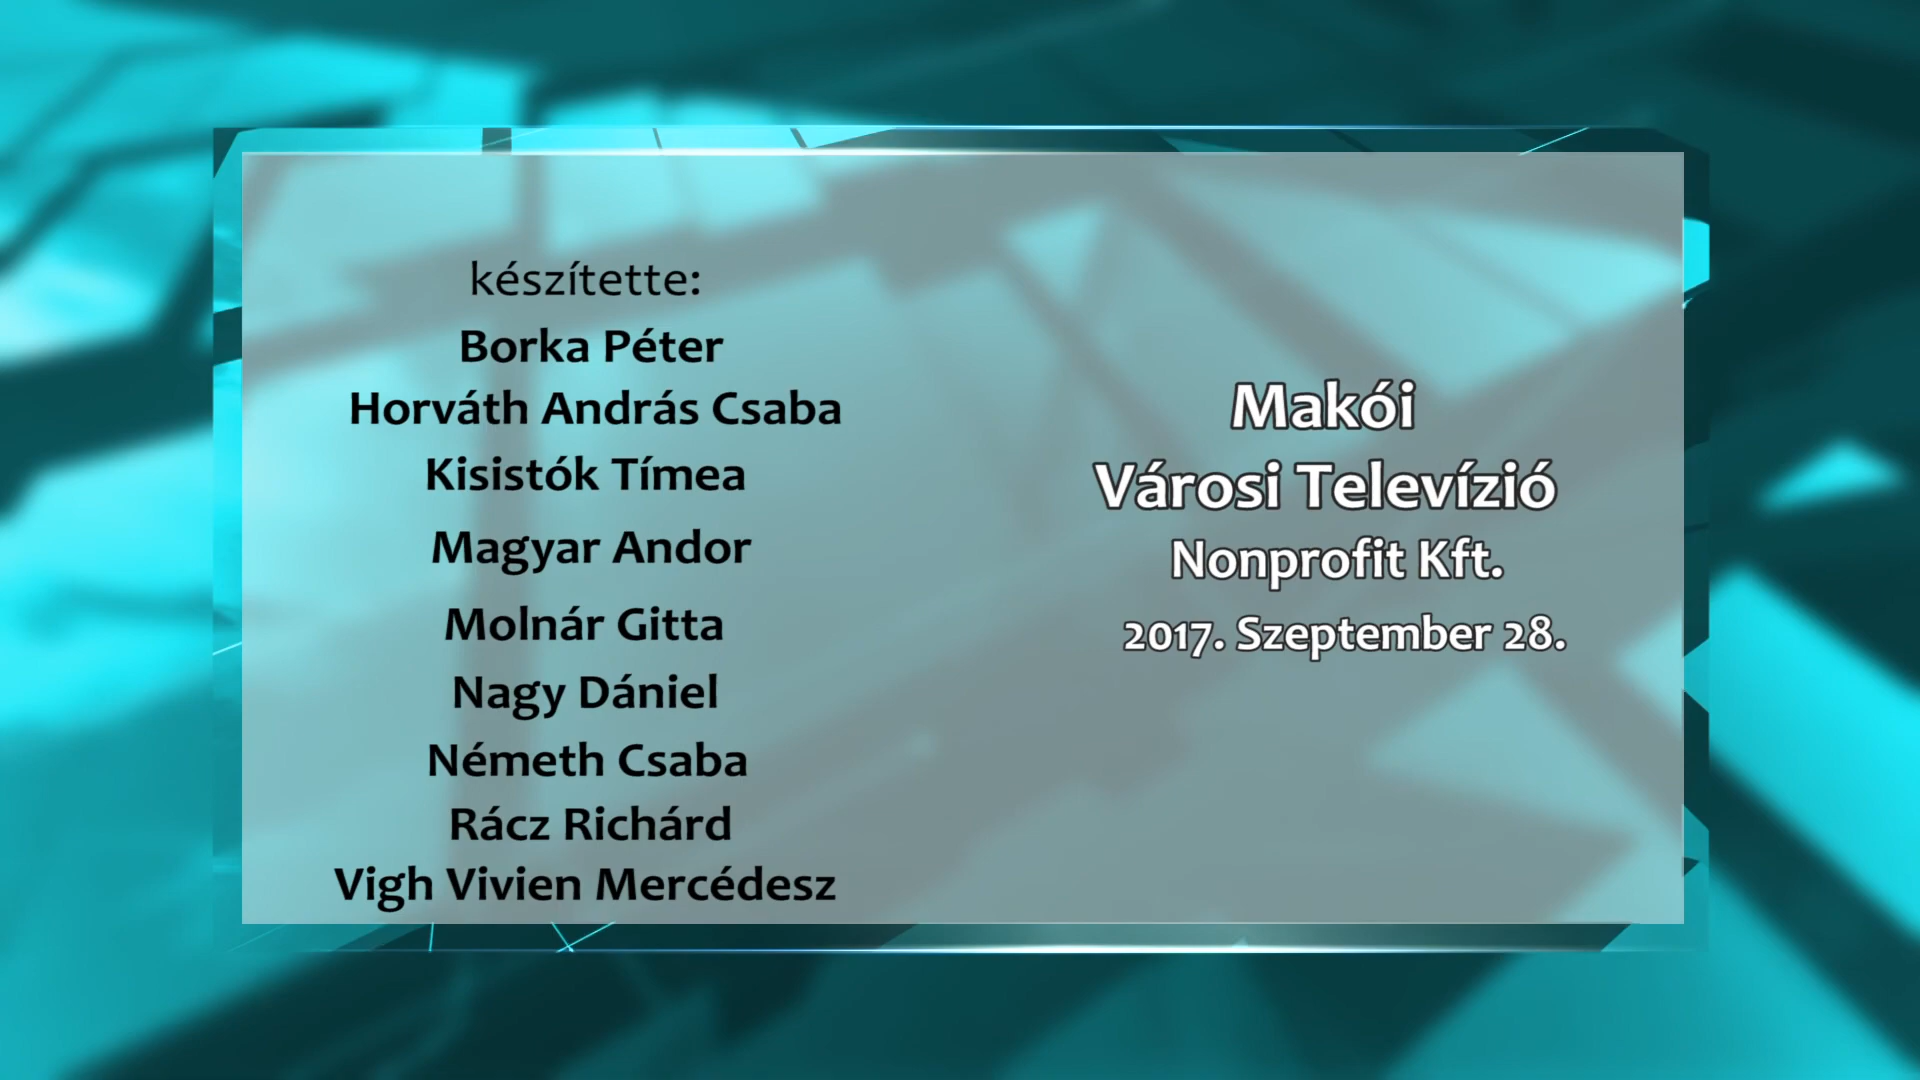 készítette:
Borka Péter
Horváth András Csaba
Kisistók Tímea
Magyar Andor
Molnár Gitta
Nagy Dániel
Németh Csaba
Rácz Richárd
Vigh Vivien Mercédesz
Makói
Városi Televízió
Nonprofit Kft.
2017. Szeptember 28.